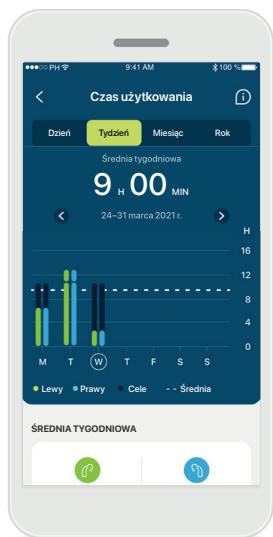 PH 9:41 AM 100 %
Czas użytkowania
Dzień Tydzień Miesiąc Rok
Średnia tygodniowa
9 H 00 MIN
24–31 marca 2021 r.
H
16
12
8
4
0
M T W T F S S
Lewy Prawy Cele -- Średnia
ŚREDNIA TYGODNIOWA